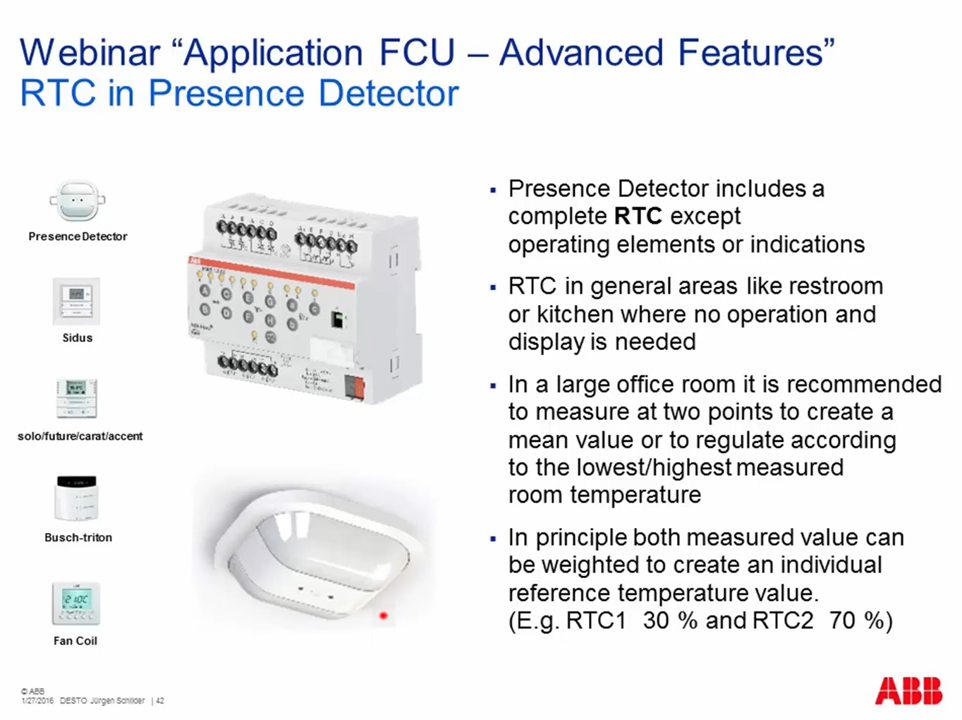 Webinar “Application FCU – Advanced Features”
RTC in Presence Detector
Presence Detector
Sidus
solo/future/carat/accent
Busch-triton
Fan Coil
ABB
▪ Presence Detector includes a
complete RTC except
operating elements or indications
▪ RTC in general areas like restroom
or kitchen where no operation and
display is needed
▪ In a large office room it is recommended
to measure at two points to create a
mean value or to regulate according
to the lowest/highest measured
room temperature
▪ In principle both measured value can
be weighted to create an individual
reference temperature value.
(E.g. RTC1 30 % and RTC2 70 %)
© ABB
1/27/2016 DESTO Jürgen Schilder | 42
ABB